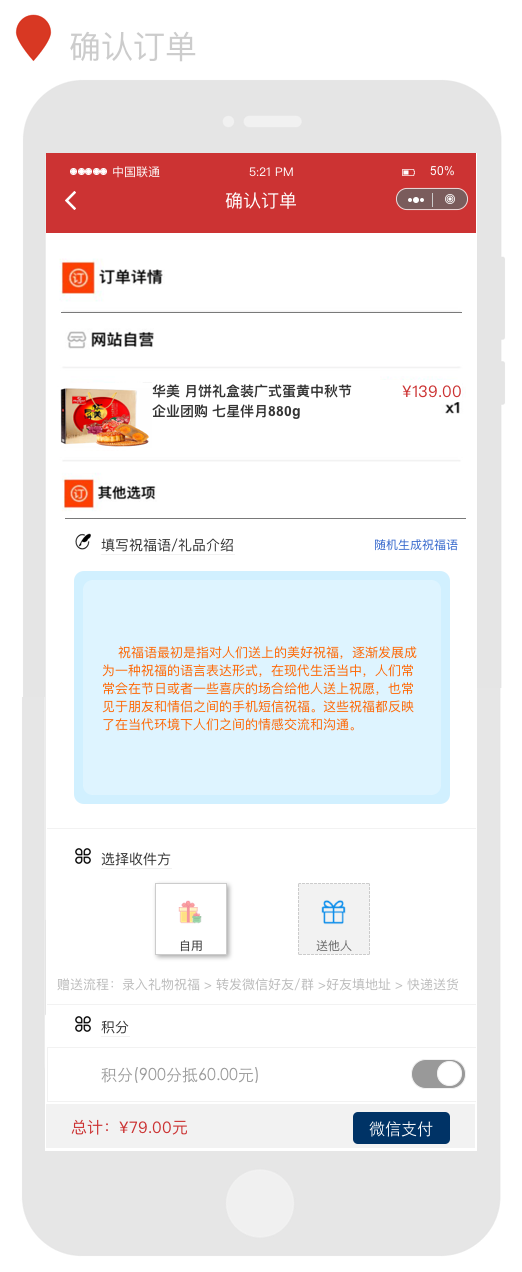 确认订单
中国联通 5:21 PM 50%
确认订单
订 订单详情
网站自营
华美 月饼礼盒装广式蛋黄中秋节 ¥139.00
企业团购 七星伴月880g x1
订 其他选项
填写祝福语/礼品介绍 随机生成祝福语
祝福语最初是指对人们送上的美好祝福，逐渐发展成
为一种祝福的语言表达形式，在现代生活当中，人们常
常会在节日或者一些喜庆的场合给他人送上祝愿，也常
见于朋友和情侣之间的手机短信祝福。这些祝福都反映
了在当代环境下人们之间的情感交流和沟通。
选择收件方
自用 送他人
赠送流程：录入礼物祝福 > 转发微信好友/群 >好友填地址 > 快递送货
积分
积分(900分抵60.00元)
总计：¥79.00元 微信支付